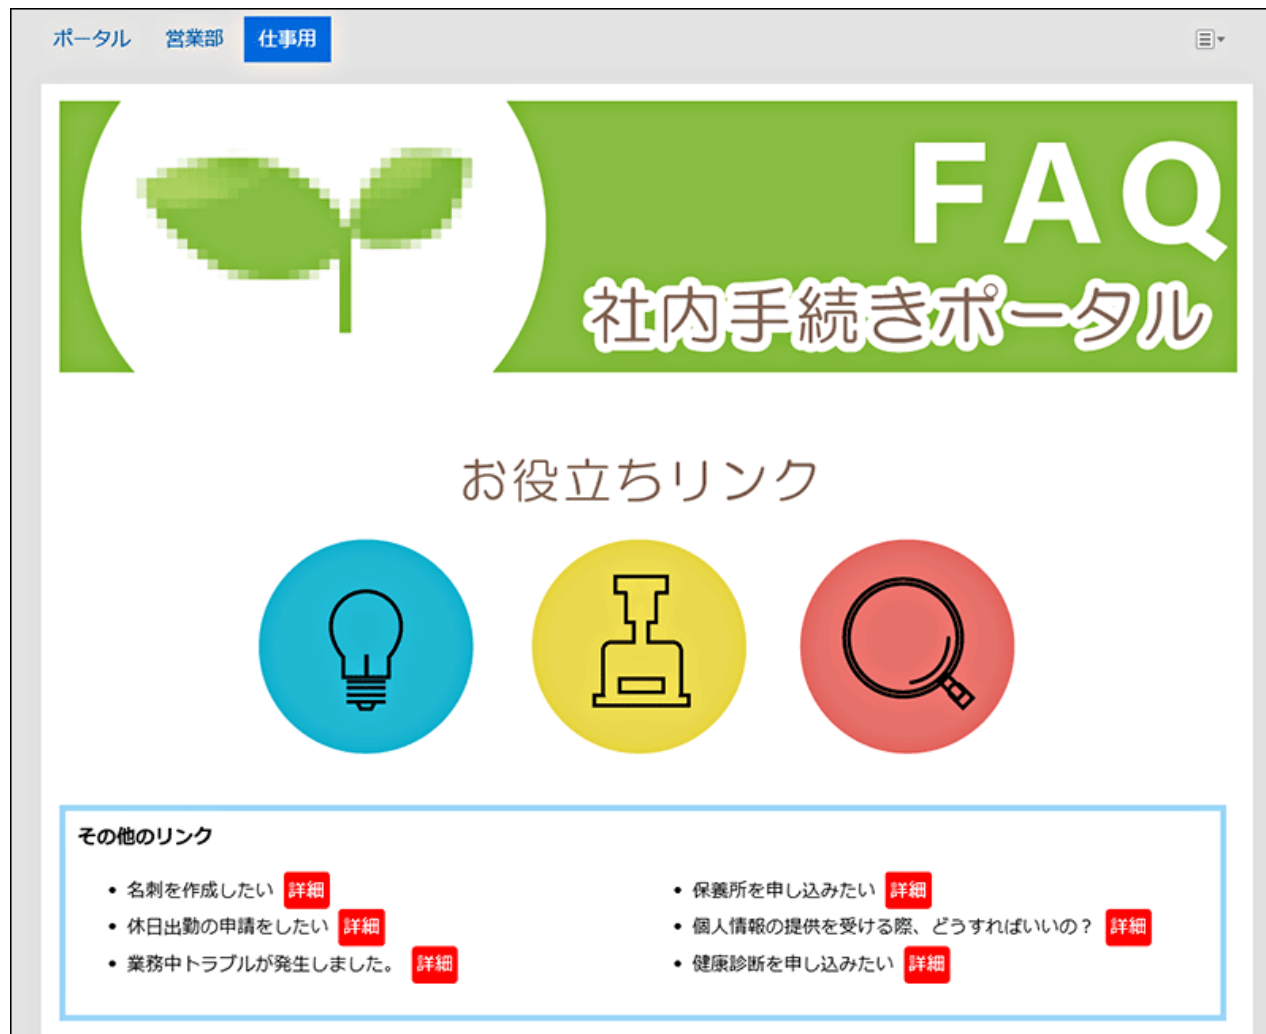 ポータル 営業部 仕事用
FAQ
社内手続きポータル
お役立ちリンク
その他のリンク
• 名刺を作成したい 詳細
• 休日出勤の申請をしたい 詳細
• 業務中トラブルが発生しました。 詳細
• 保養所を申し込みたい 詳細
• 個人情報の提供を受ける際、どうすればいいの？ 詳細
• 健康診断を申し込みたい 詳細